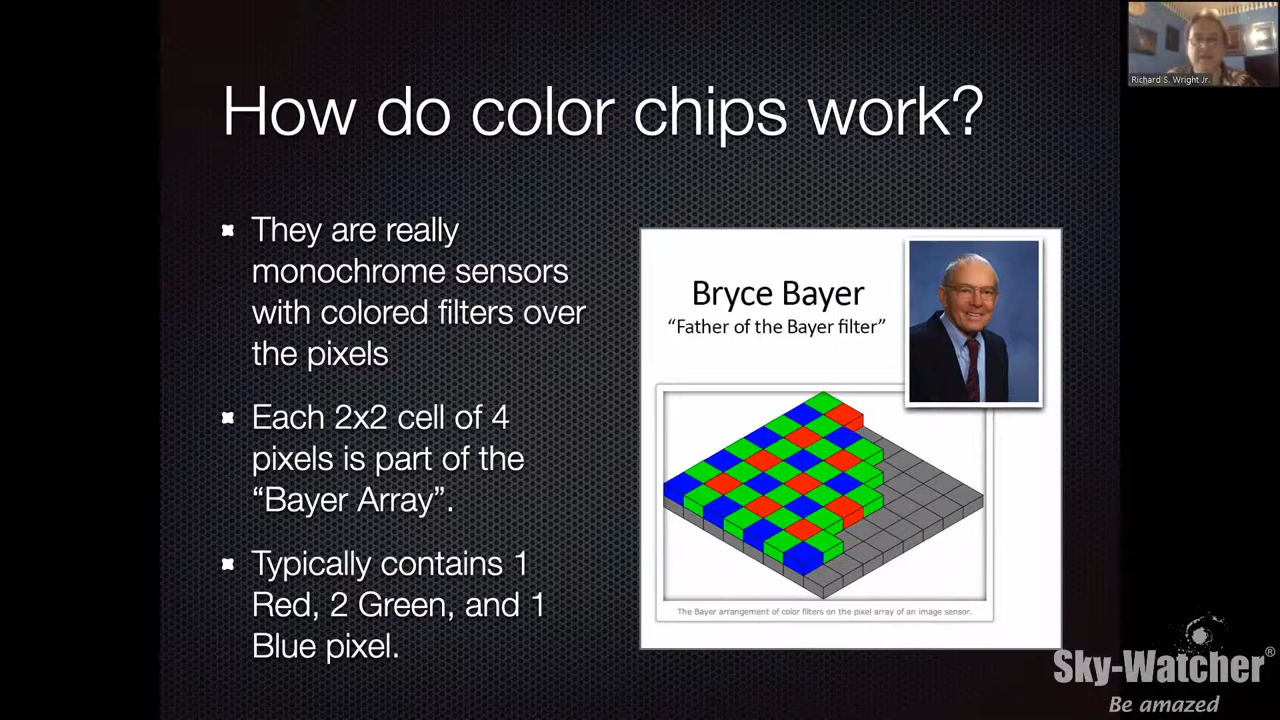 How do color chips work?
Richard S. Wright Jr.
They are really
monochrome sensors
with colored filters over
the pixels
Each 2x2 cell of 4
pixels is part of the
“Bayer Array”.
Typically contains 1
Red, 2 Green, and 1
Blue pixel.
Bryce Bayer
“Father of the Bayer filter”
The Bayer arrangement of color filters on the pixel array of an image sensor.
Sky-Watcher®
Be amazed